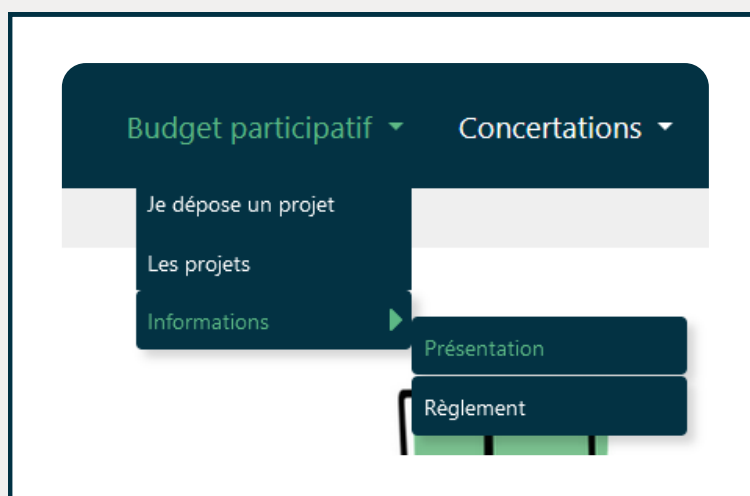 Budget participatif Concertations
Je dépose un projet
Les projets
Informations
Présentation
Règlement